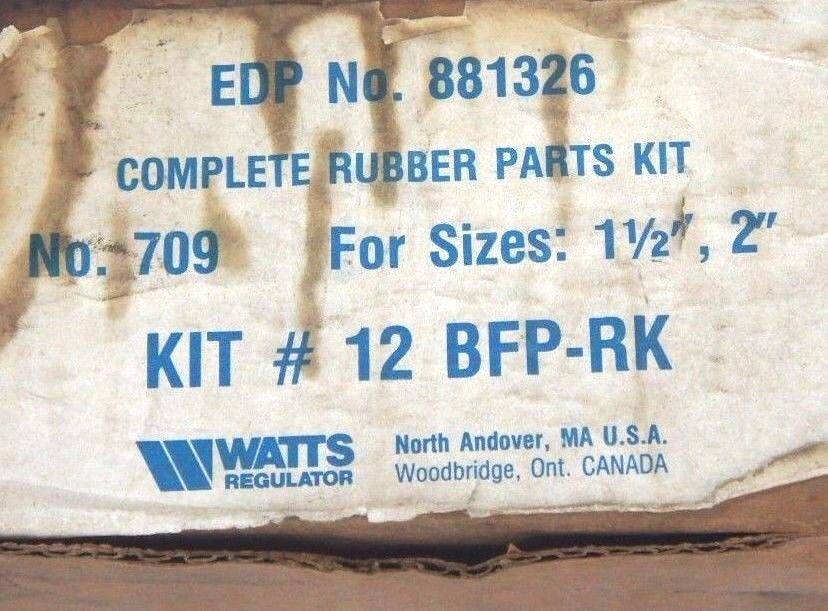 EDP No. 881326
COMPLETE RUBBER PARTS KIT
No. 709 For Sizes: 1½", 2"
KIT # 12 BFP-RK
WATTS
REGULATOR
North Andover, MA U.S.A.
Woodbridge, Ont. CANADA